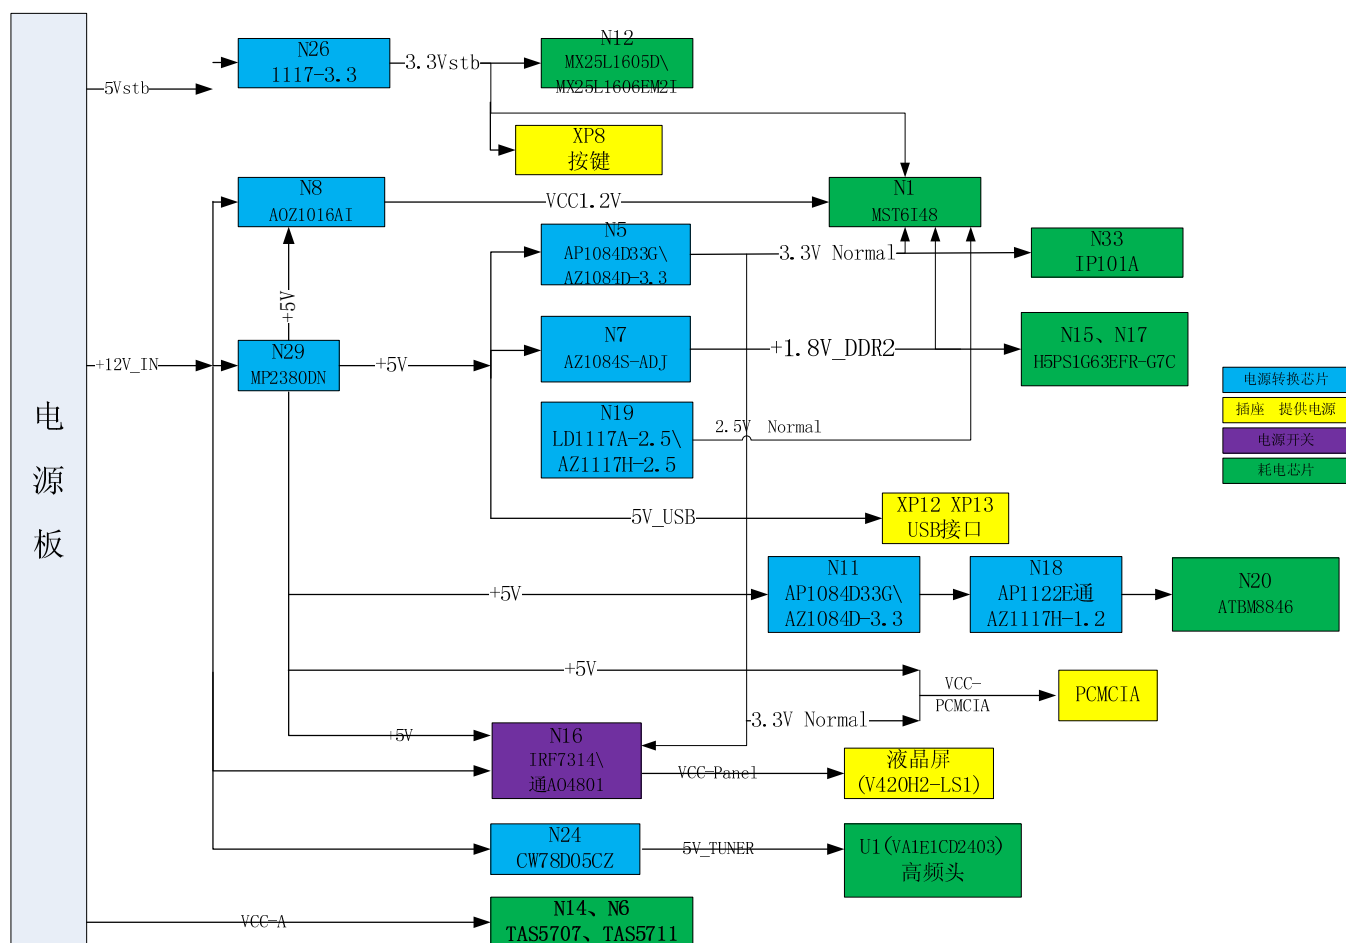 电
源
板
5Vstb
N26
1117-3.3
3.3Vstb
N12
MX25L1605D\
MX25L1606EM2I
XP8
按键
N8
AOZ1016AI
VCC1.2V
N1
MST6I48
N5
AP1084D33G\
AZ1084D-3.3
3.3V Normal
N33
IP101A
+5V
+12V_IN
N29
MP2380DN
+5V
N7
AZ1084S-ADJ
+1.8V_DDR2
N15、N17
H5PS1G63EFR-G7C
N19
LD1117A-2.5\
AZ1117H-2.5
2.5V Normal
电源转换芯片
插座 提供电源
电源开关
耗电芯片
5V_USB
XP12 XP13
USB接口
+5V
N11
AP1084D33G\
AZ1084D-3.3
N18
AP1122E通
AZ1117H-1.2
N20
ATBM8846
+5V
3.3V Normal
VCC-
PCMCIA
PCMCIA
+5V
N16
IRF7314\
通AO4801
VCC-Panel
液晶屏
(V420H2-LS1)
N24
CW78D05CZ
5V_TUNER
U1(VA1E1CD2403)
高频头
VCC-A
N14、N6
TAS5707、TAS5711